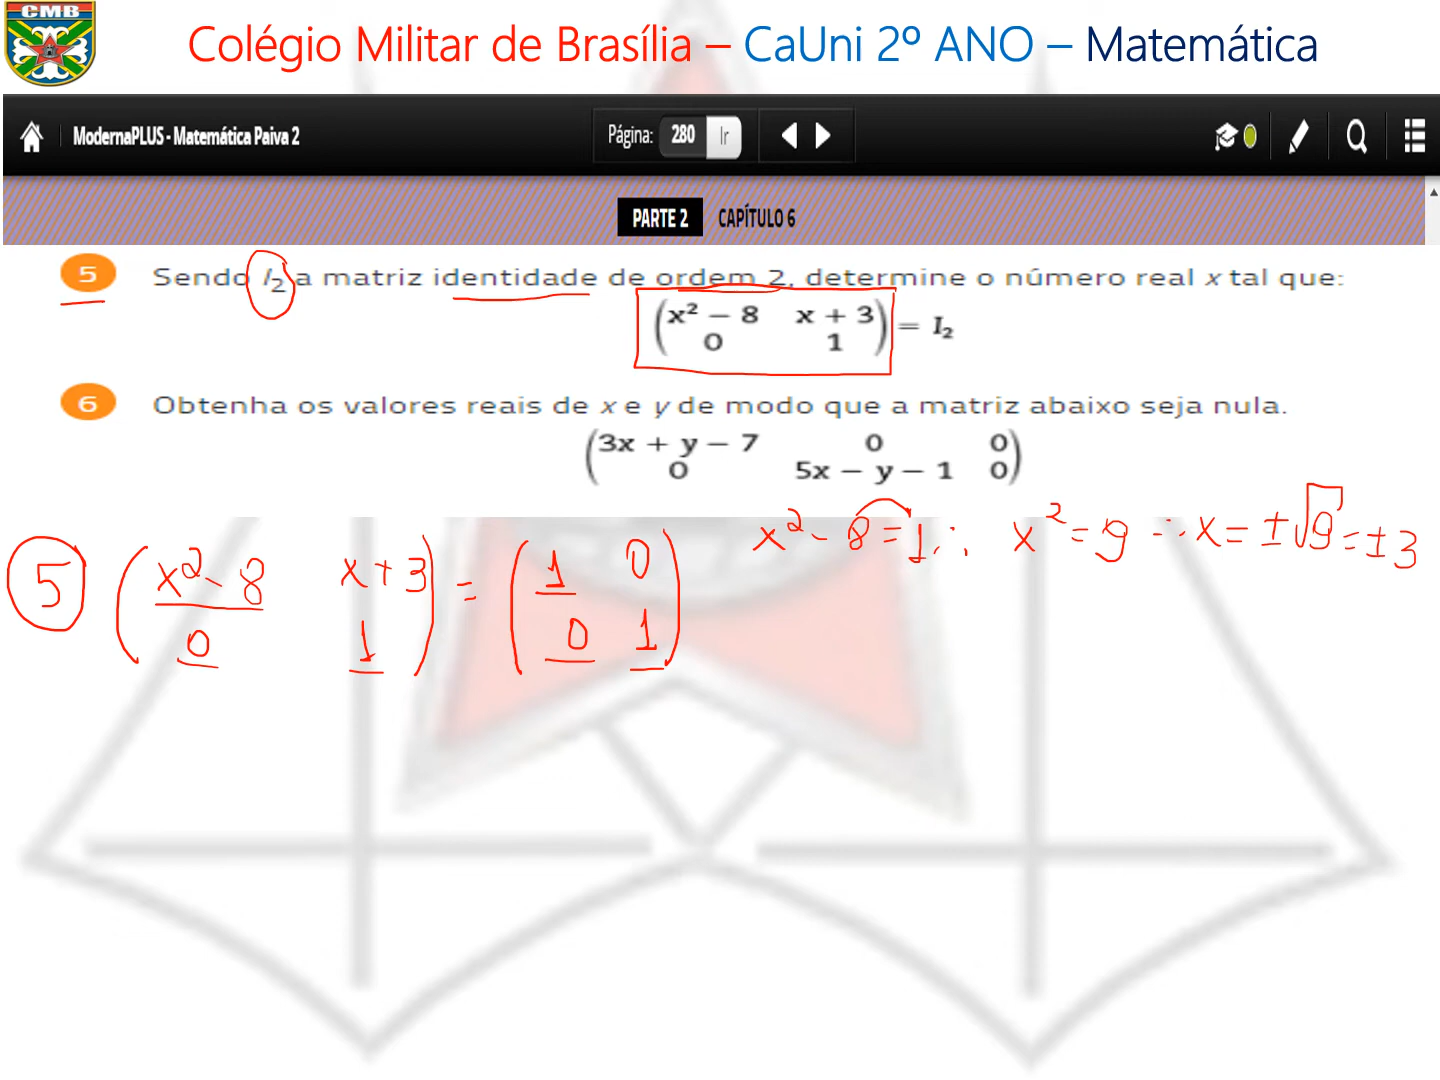 CMB
Colégio Militar de Brasília – CaUni 2º ANO – Matemática
ModernaPLUS - Matemática Paiva 2
Página: 280 Ir
PARTE 2 CAPÍTULO 6
5 Sendo I₂ a matriz identidade de ordem 2, determine o número real x tal que:
(x² – 8 x + 3
0 1) = I₂
6 Obtenha os valores reais de x e y de modo que a matriz abaixo seja nula.
(3x + y – 7 0 0
0 5x – y – 1 0)
x² - 8 = 1 ∴ x² = 9 ∴ x = ±√9 = ±3
5 (x² - 8 x + 3) = (1 0)
(0 1) (0 1)